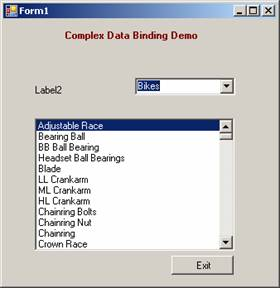 Form1
Complex Data Binding Demo
Label2
Bikes
Adjustable Race
Bearing Ball
BB Ball Bearing
Headset Ball Bearings
Blade
LL Crankarm
ML Crankarm
HL Crankarm
Chainring Bolts
Chainring Nut
Chainring
Crown Race
Exit